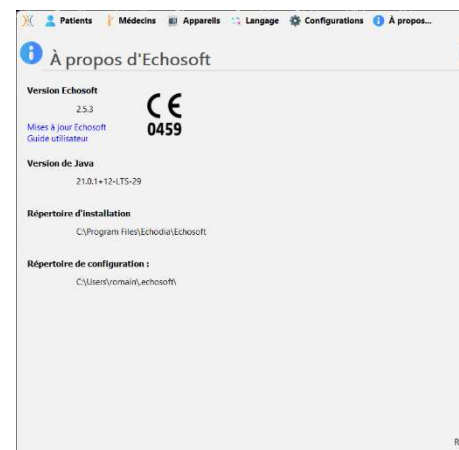 Patients Médecins Appareils Langage Configurations À propos...
À propos d'Echosoft
Version Echosoft
2.5.3
Mises à jour Echosoft
Guide utilisateur
CE
0459
Version de Java
21.0.1+12-LTS-29
Répertoire d'installation
C:\Program Files\Echodia\Echosoft
Répertoire de configuration :
C:\Users\romain\.echosoft\
R